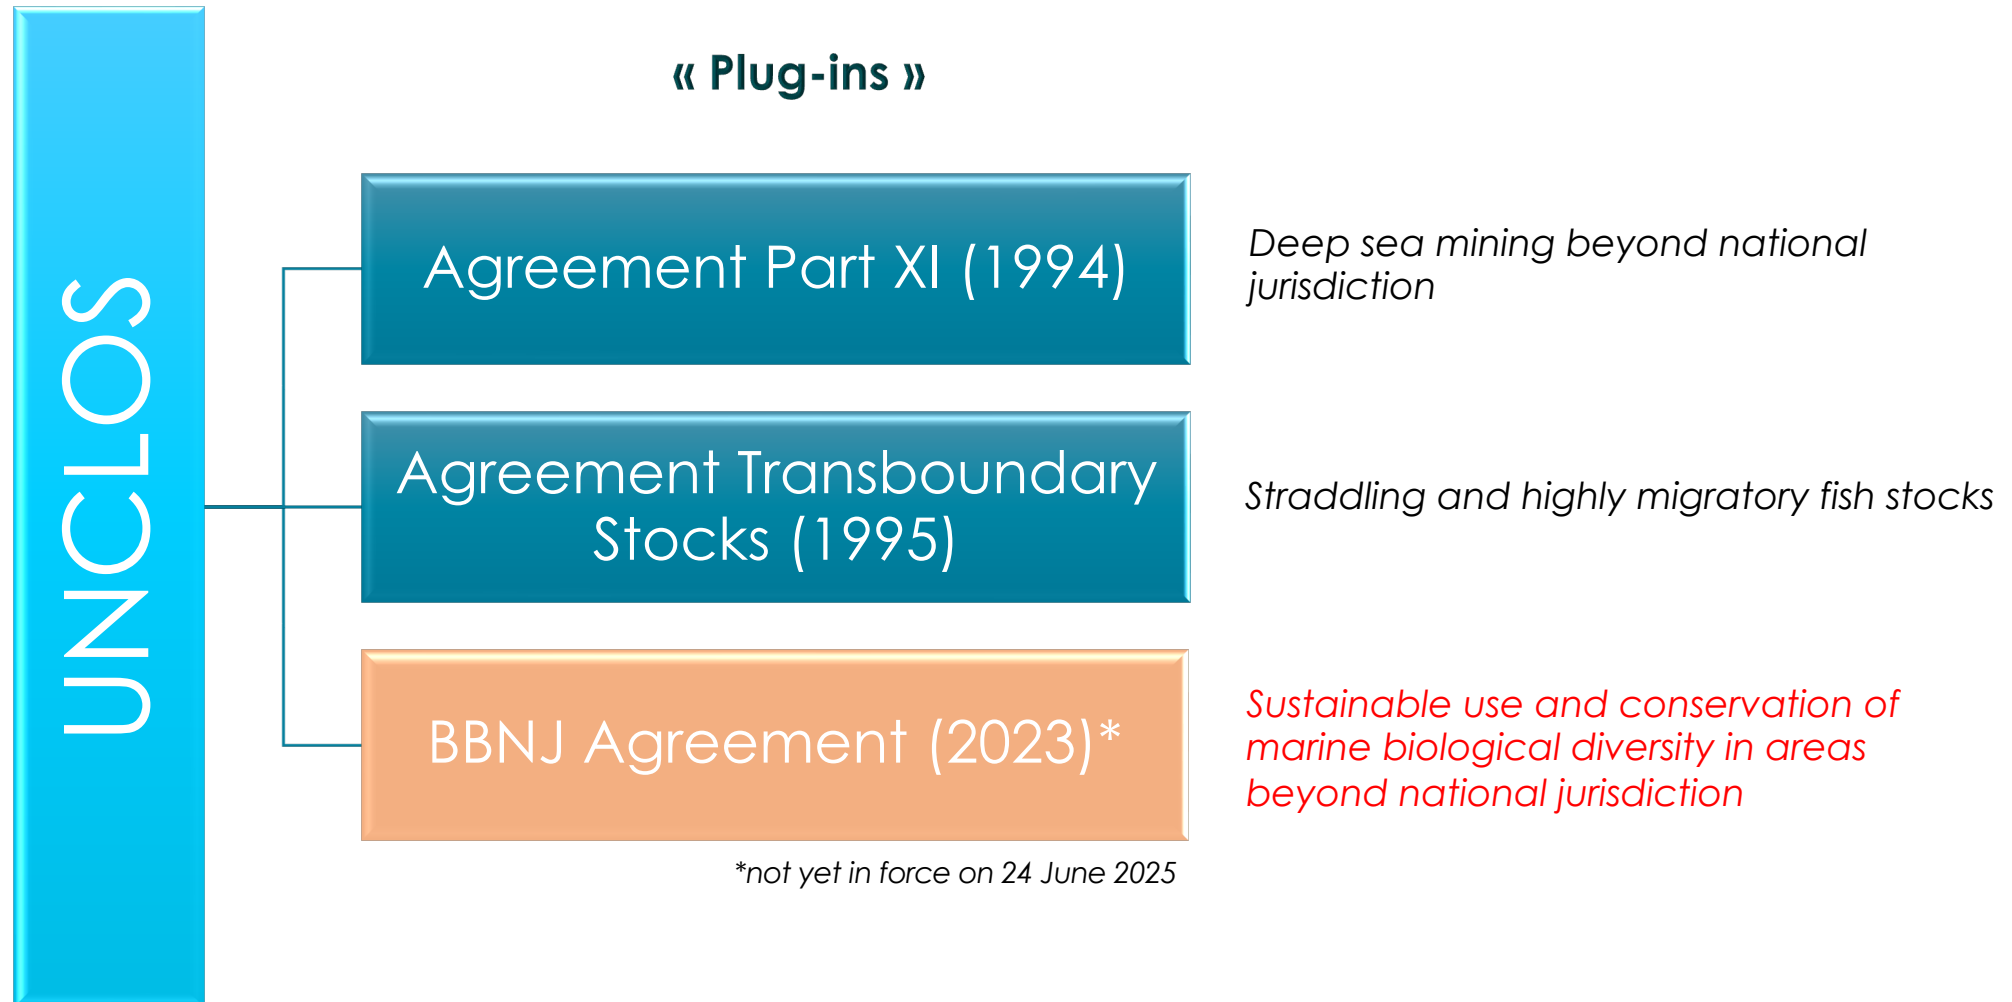 UNCLOS
« Plug-ins »
Agreement Part XI (1994)
Deep sea mining beyond national
jurisdiction
Agreement Transboundary
Stocks (1995)
Straddling and highly migratory fish stocks
BBNJ Agreement (2023)*
Sustainable use and conservation of
marine biological diversity in areas
beyond national jurisdiction
*not yet in force on 24 June 2025